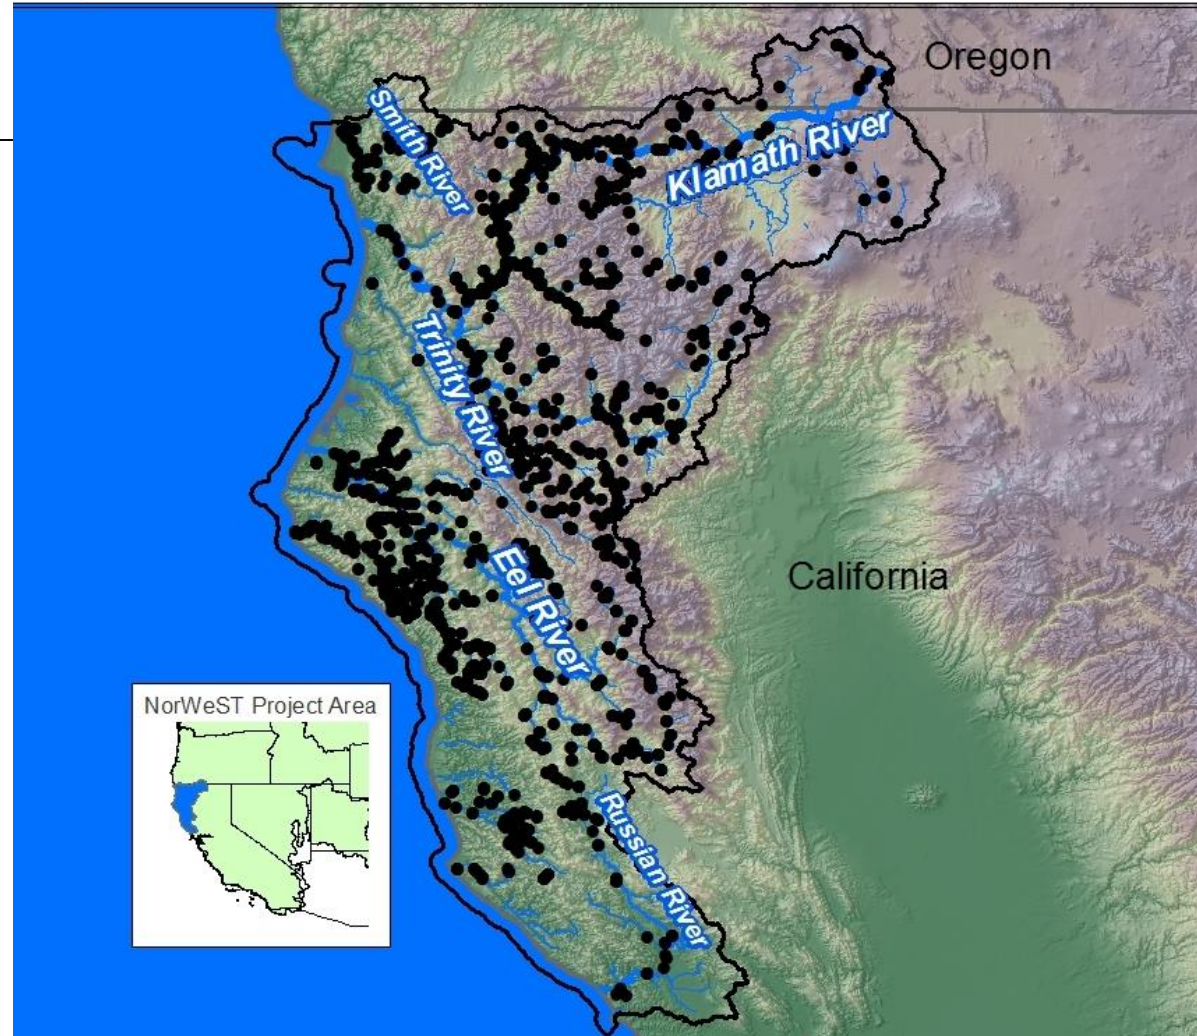 Oregon
Smith River
Klamath River
Trinity River
California
Eel River
NorWeST Project Area
Russian River